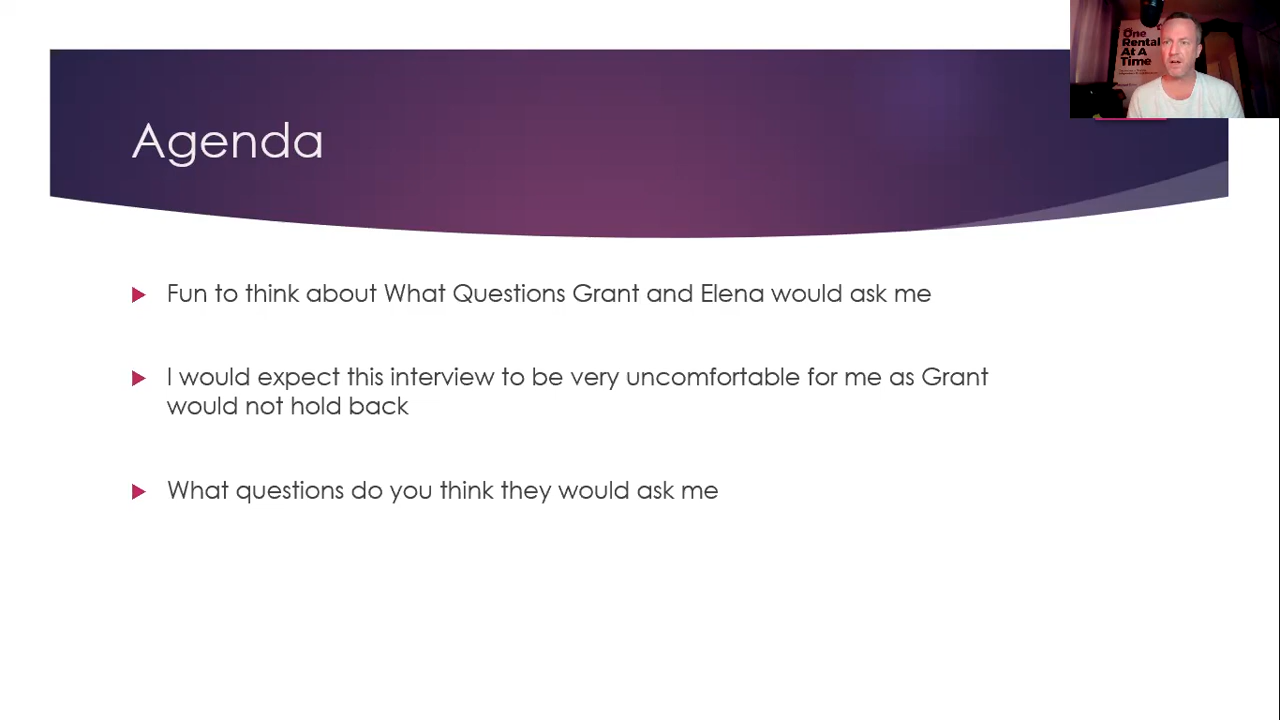 One
Rental
At A
Time
Agenda
Fun to think about What Questions Grant and Elena would ask me
I would expect this interview to be very uncomfortable for me as Grant
would not hold back
What questions do you think they would ask me